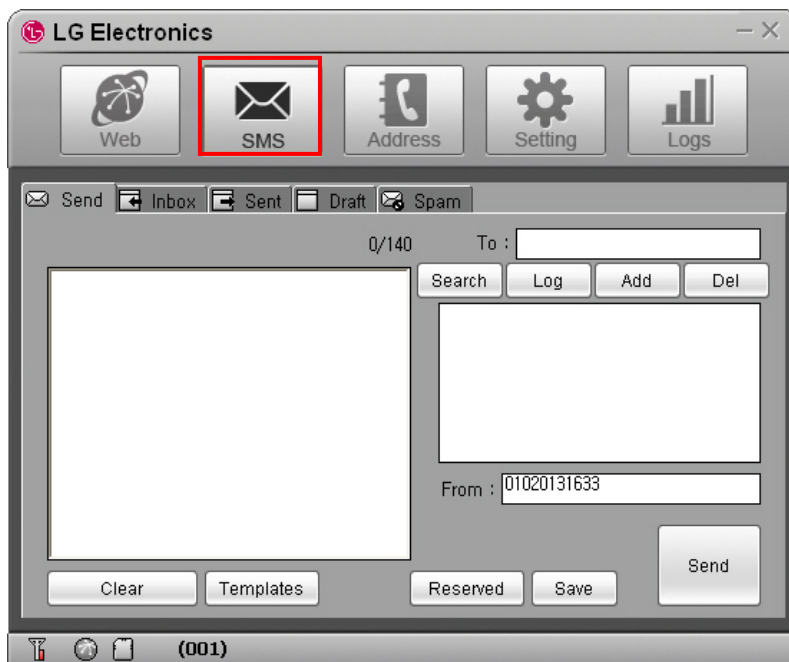 LG Electronics
Web SMS Address Setting Logs
Send Inbox Sent Draft Spam
0/140 To :
Search Log Add Del
From : 01020131633
Send
Clear Templates Reserved Save
(001)